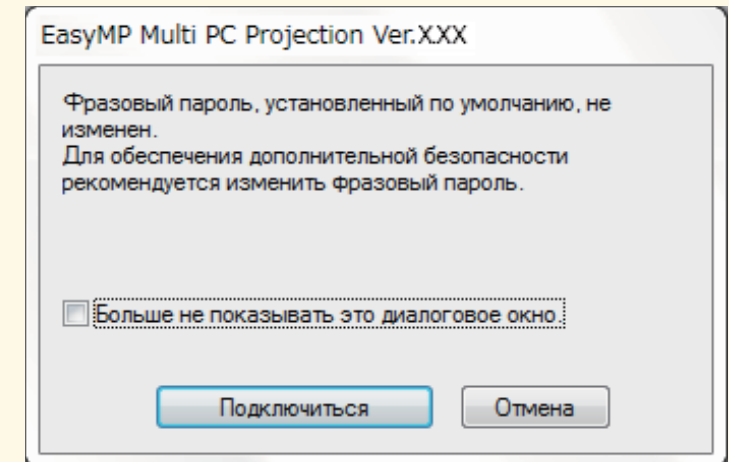 EasyMP Multi PC Projection Ver.XXX
Фразовый пароль, установленный по умолчанию, не
изменен.
Для обеспечения дополнительной безопасности
рекомендуется изменить фразовый пароль.
Больше не показывать это диалоговое окно.
Подключиться
Отмена